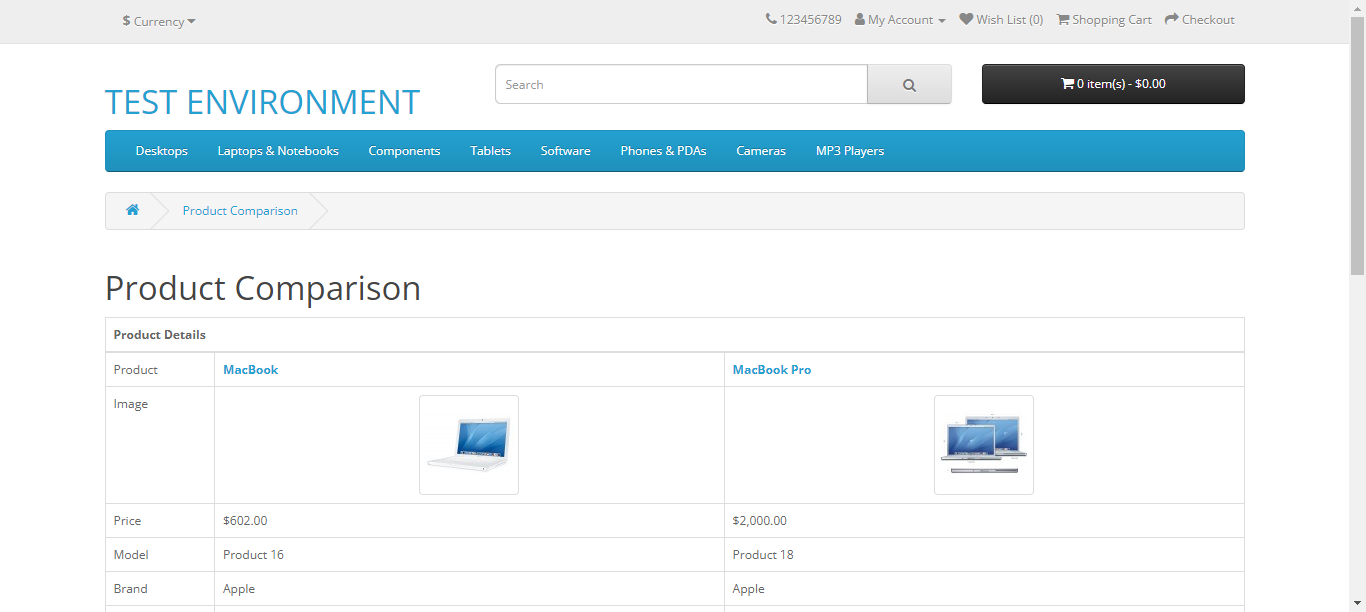 $ Currency
123456789 My Account Wish List (0) Shopping Cart Checkout
TEST ENVIRONMENT
Search
0 item(s) - $0.00
Desktops Laptops & Notebooks Components Tablets Software Phones & PDAs Cameras MP3 Players
Product Comparison
Product Comparison
Product Details
Product MacBook MacBook Pro
Image
Price $602.00 $2,000.00
Model Product 16 Product 18
Brand Apple Apple